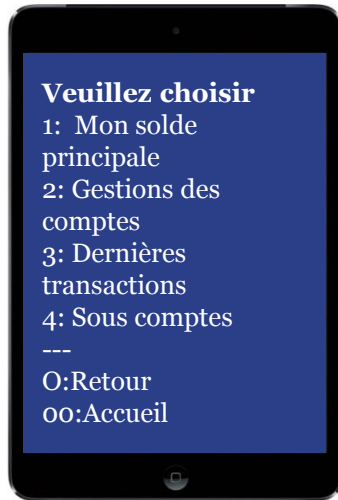 Veuillez choisir
1:  Mon solde
principale
2: Gestions des
comptes
3: Dernières
transactions
4: Sous comptes
---
O:Retour
00:Accueil